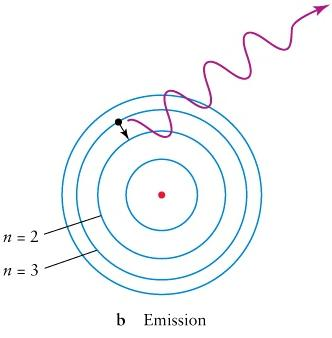 n = 2
n = 3
b Emission